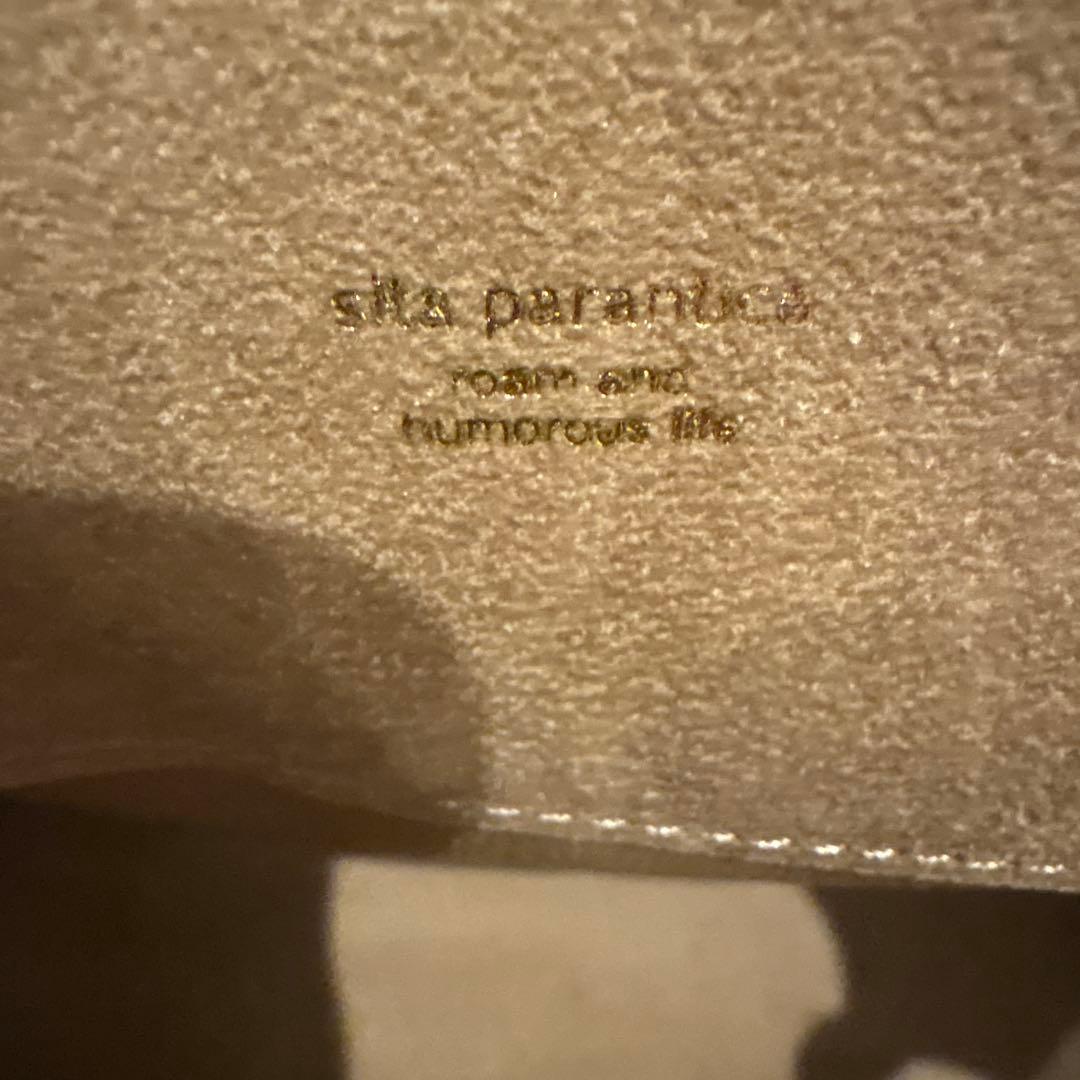 sita parantica
roam and
humorous life